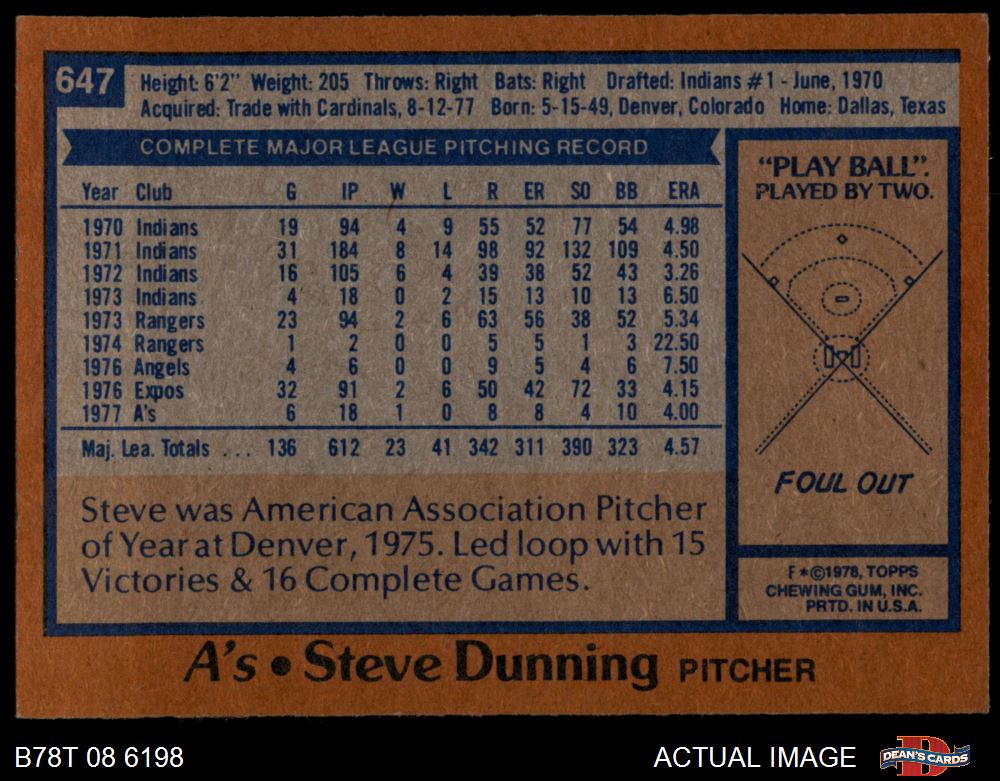 647
Height: 6'2" Weight: 205 Throws: Right Bats: Right Drafted: Indians #1 - June, 1970
Acquired: Trade with Cardinals, 8-12-77 Born: 5-15-49, Denver, Colorado Home: Dallas, Texas
COMPLETE MAJOR LEAGUE PITCHING RECORD
Year Club G IP W L R ER SO BB ERA
1970 Indians 19 94 4 9 55 52 77 54 4.98
1971 Indians 31 184 8 14 98 92 132 109 4.50
1972 Indians 16 105 6 4 39 38 52 43 3.26
1973 Indians 4 18 0 2 15 13 10 13 6.50
1973 Rangers 23 94 2 6 63 56 38 52 5.34
1974 Rangers 1 2 0 0 5 5 1 3 22.50
1976 Angels 4 6 0 0 9 5 4 6 7.50
1976 Expos 32 91 2 6 50 42 72 33 4.15
1977 A's 6 18 1 0 8 8 4 10 4.00
Maj. Lea. Totals ... 136 612 23 41 342 311 390 323 4.57
Steve was American Association Pitcher
of Year at Denver, 1975. Led loop with 15
Victories & 16 Complete Games.
"PLAY BALL".
PLAYED BY TWO.
FOUL OUT
F *©1978, TOPPS
CHEWING GUM, INC.
PRTD. IN U.S.A.
A's • Steve Dunning PITCHER
B78T 08 6198
ACTUAL IMAGE
D
DEAN'S CARDS